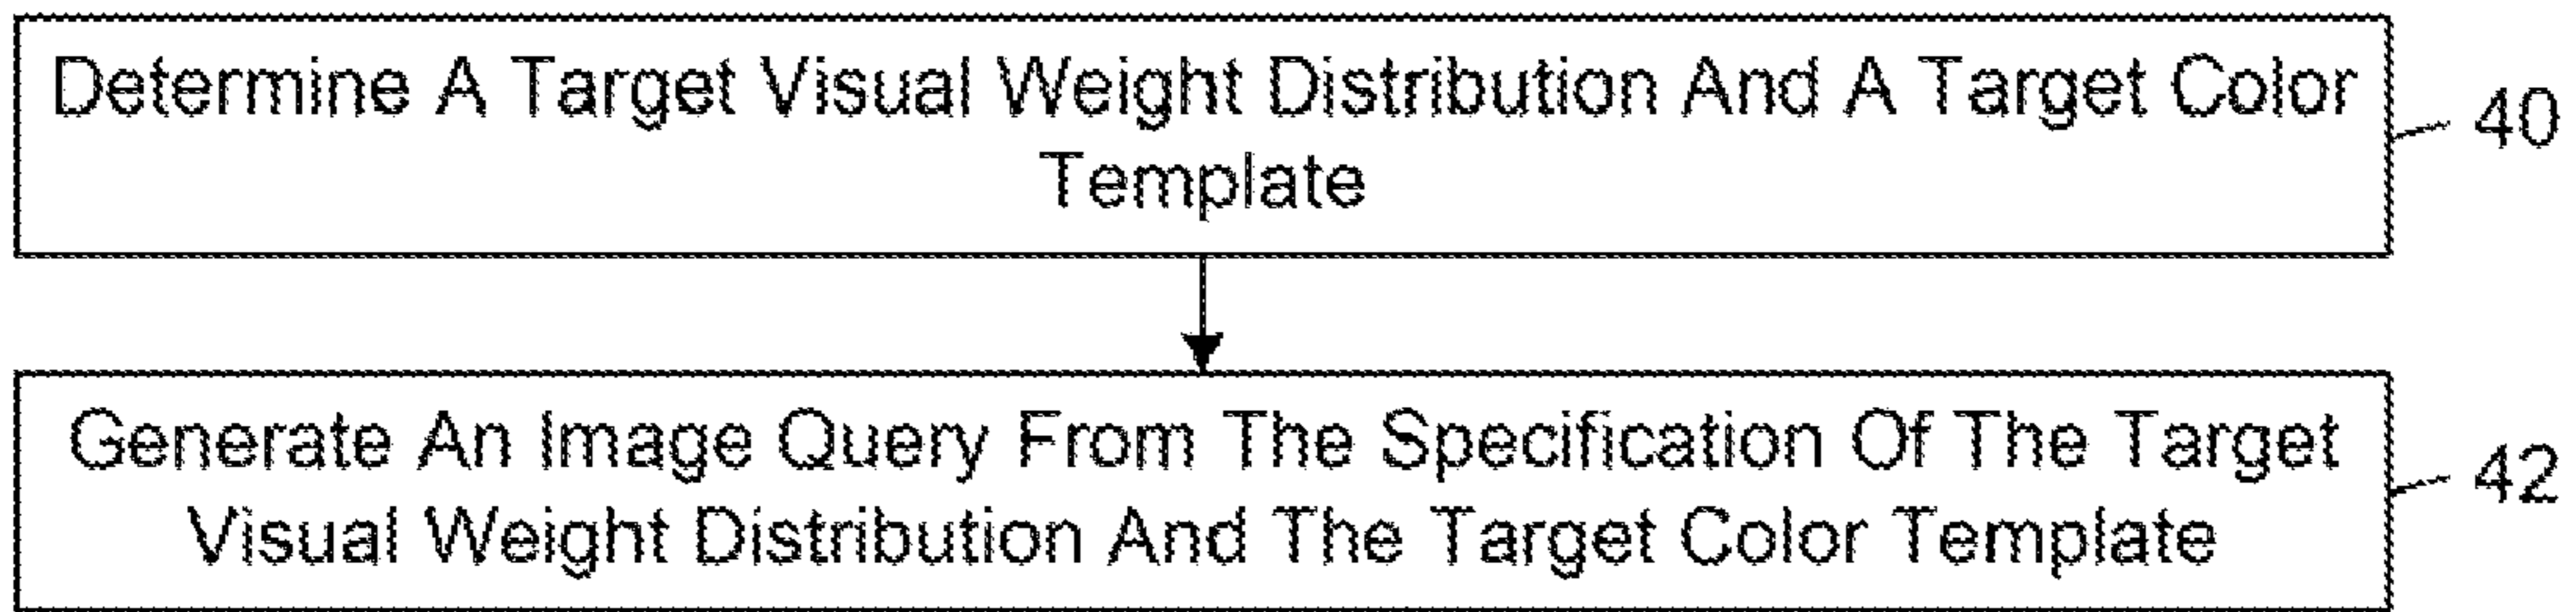 Determine A Target Visual Weight Distribution And A Target Color
Template
40
Generate An Image Query From The Specification Of The Target
Visual Weight Distribution And The Target Color Template
42